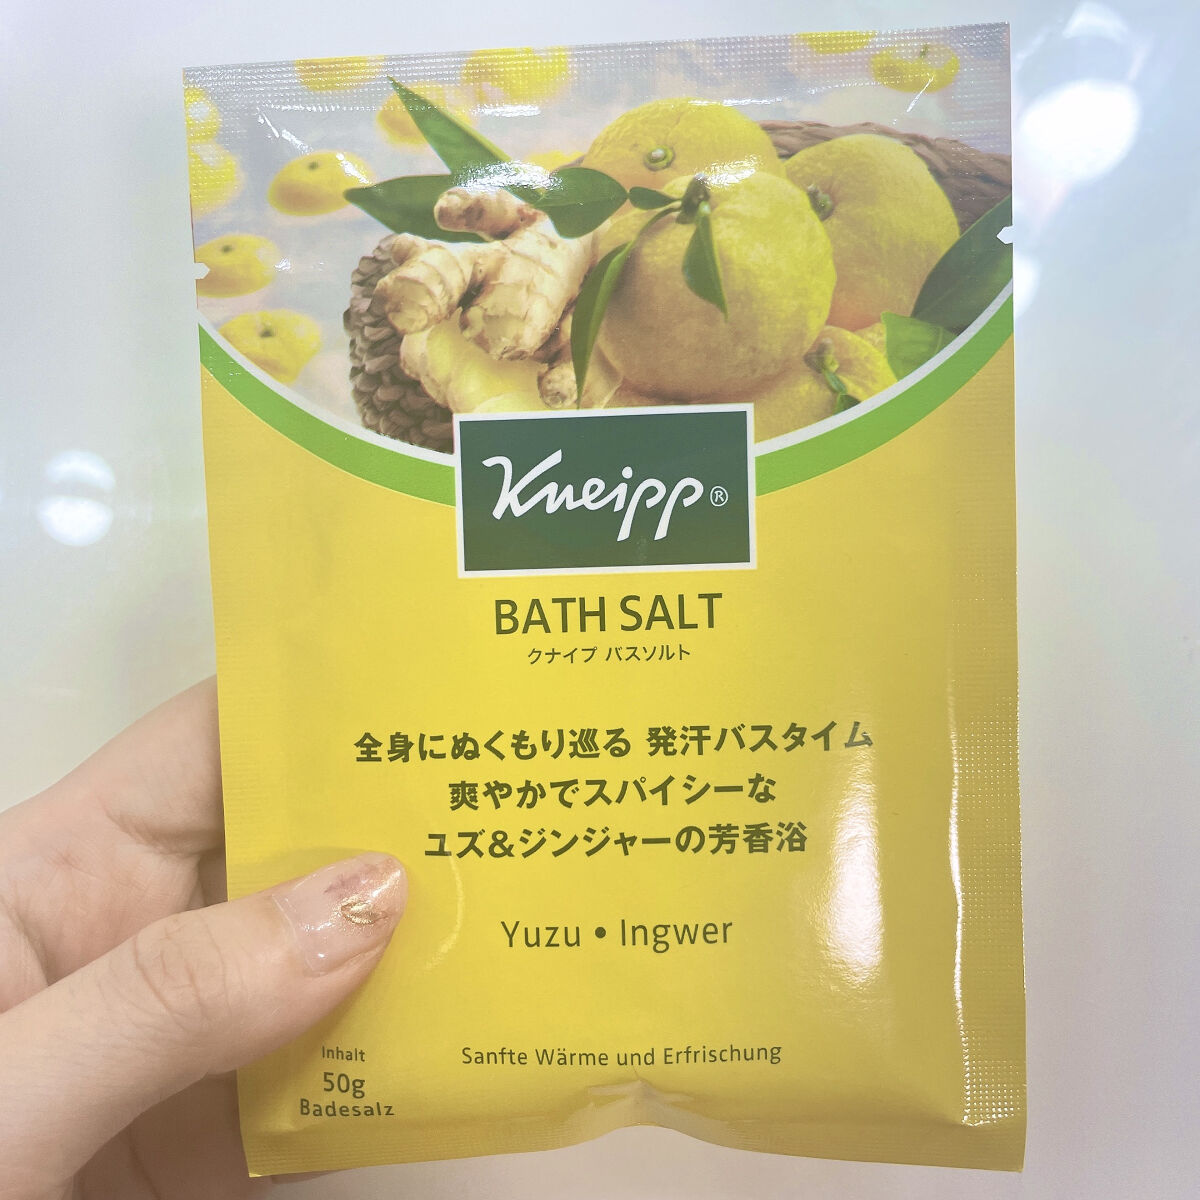 Kneipp®
BATH SALT
クナイプ バスソルト
全身にぬくもり巡る 発汗バスタイム
爽やかでスパイシーな
ユズ&ジンジャーの芳香浴
Yuzu • Ingwer
Inhalt
50g
Badesalz
Sanfte Wärme und Erfrischung